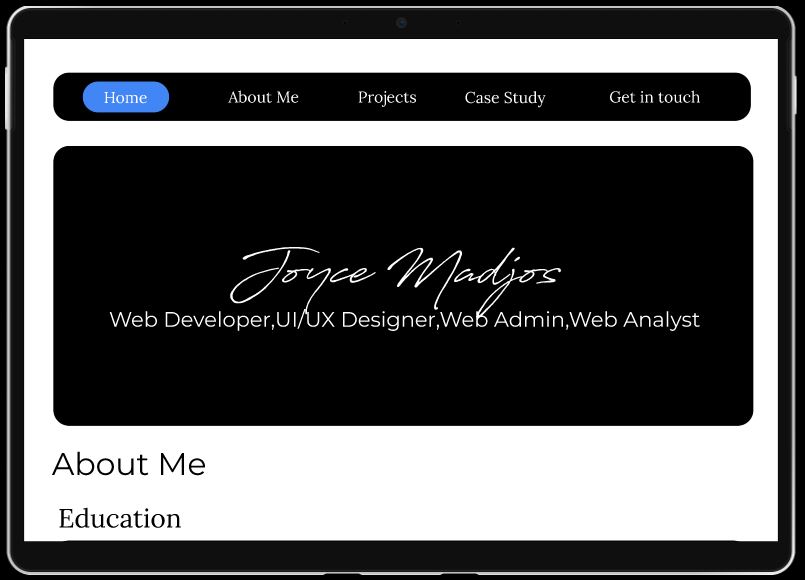 Home About Me Projects Case Study Get in touch
Joyce Madjos
Web Developer,UI/UX Designer,Web Admin,Web Analyst
About Me
Education